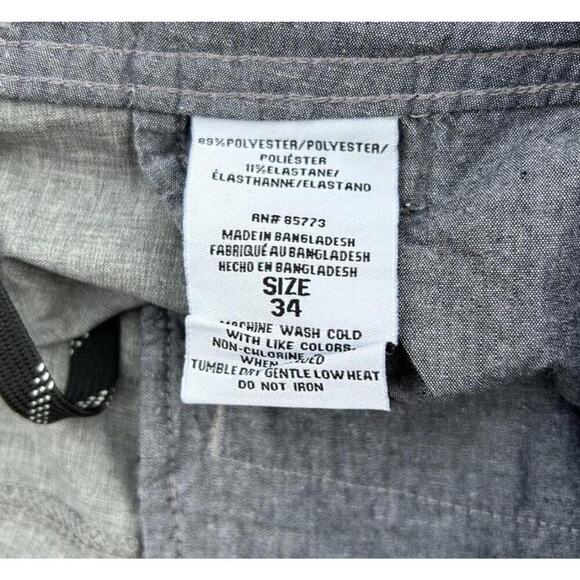 89% POLYESTER/POLYESTER/
POLIÉSTER
11% ELASTANE/
ÉLASTHANNE/ELASTANO
RN# 85773
MADE IN BANGLADESH
FABRIQUÉ AU BANGLADESH
HECHO EN BANGLADESH
SIZE
34
MACHINE WASH COLD
WITH LIKE COLORS
NON-CHLORINE
WHEN
TUMBLE DRY GENTLE LOW HEAT
DO NOT IRON